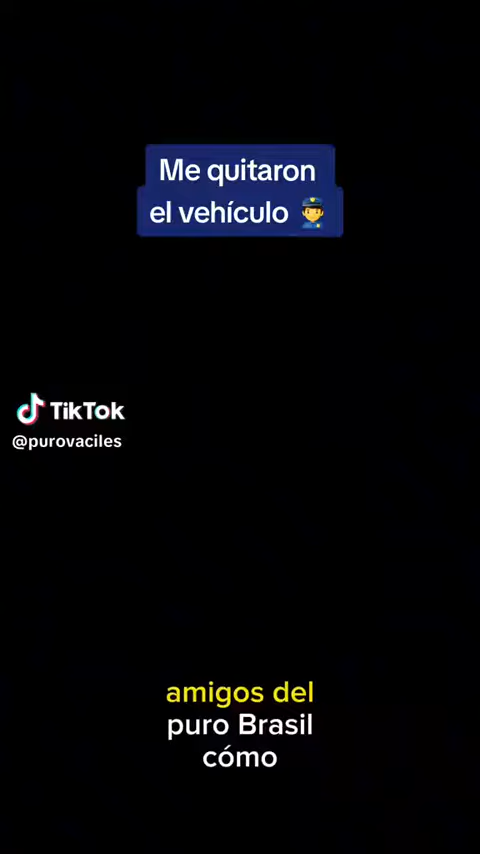 Me quitaron
el vehículo 👮
TikTok
@purovaciles
amigos del
puro Brasil
cómo